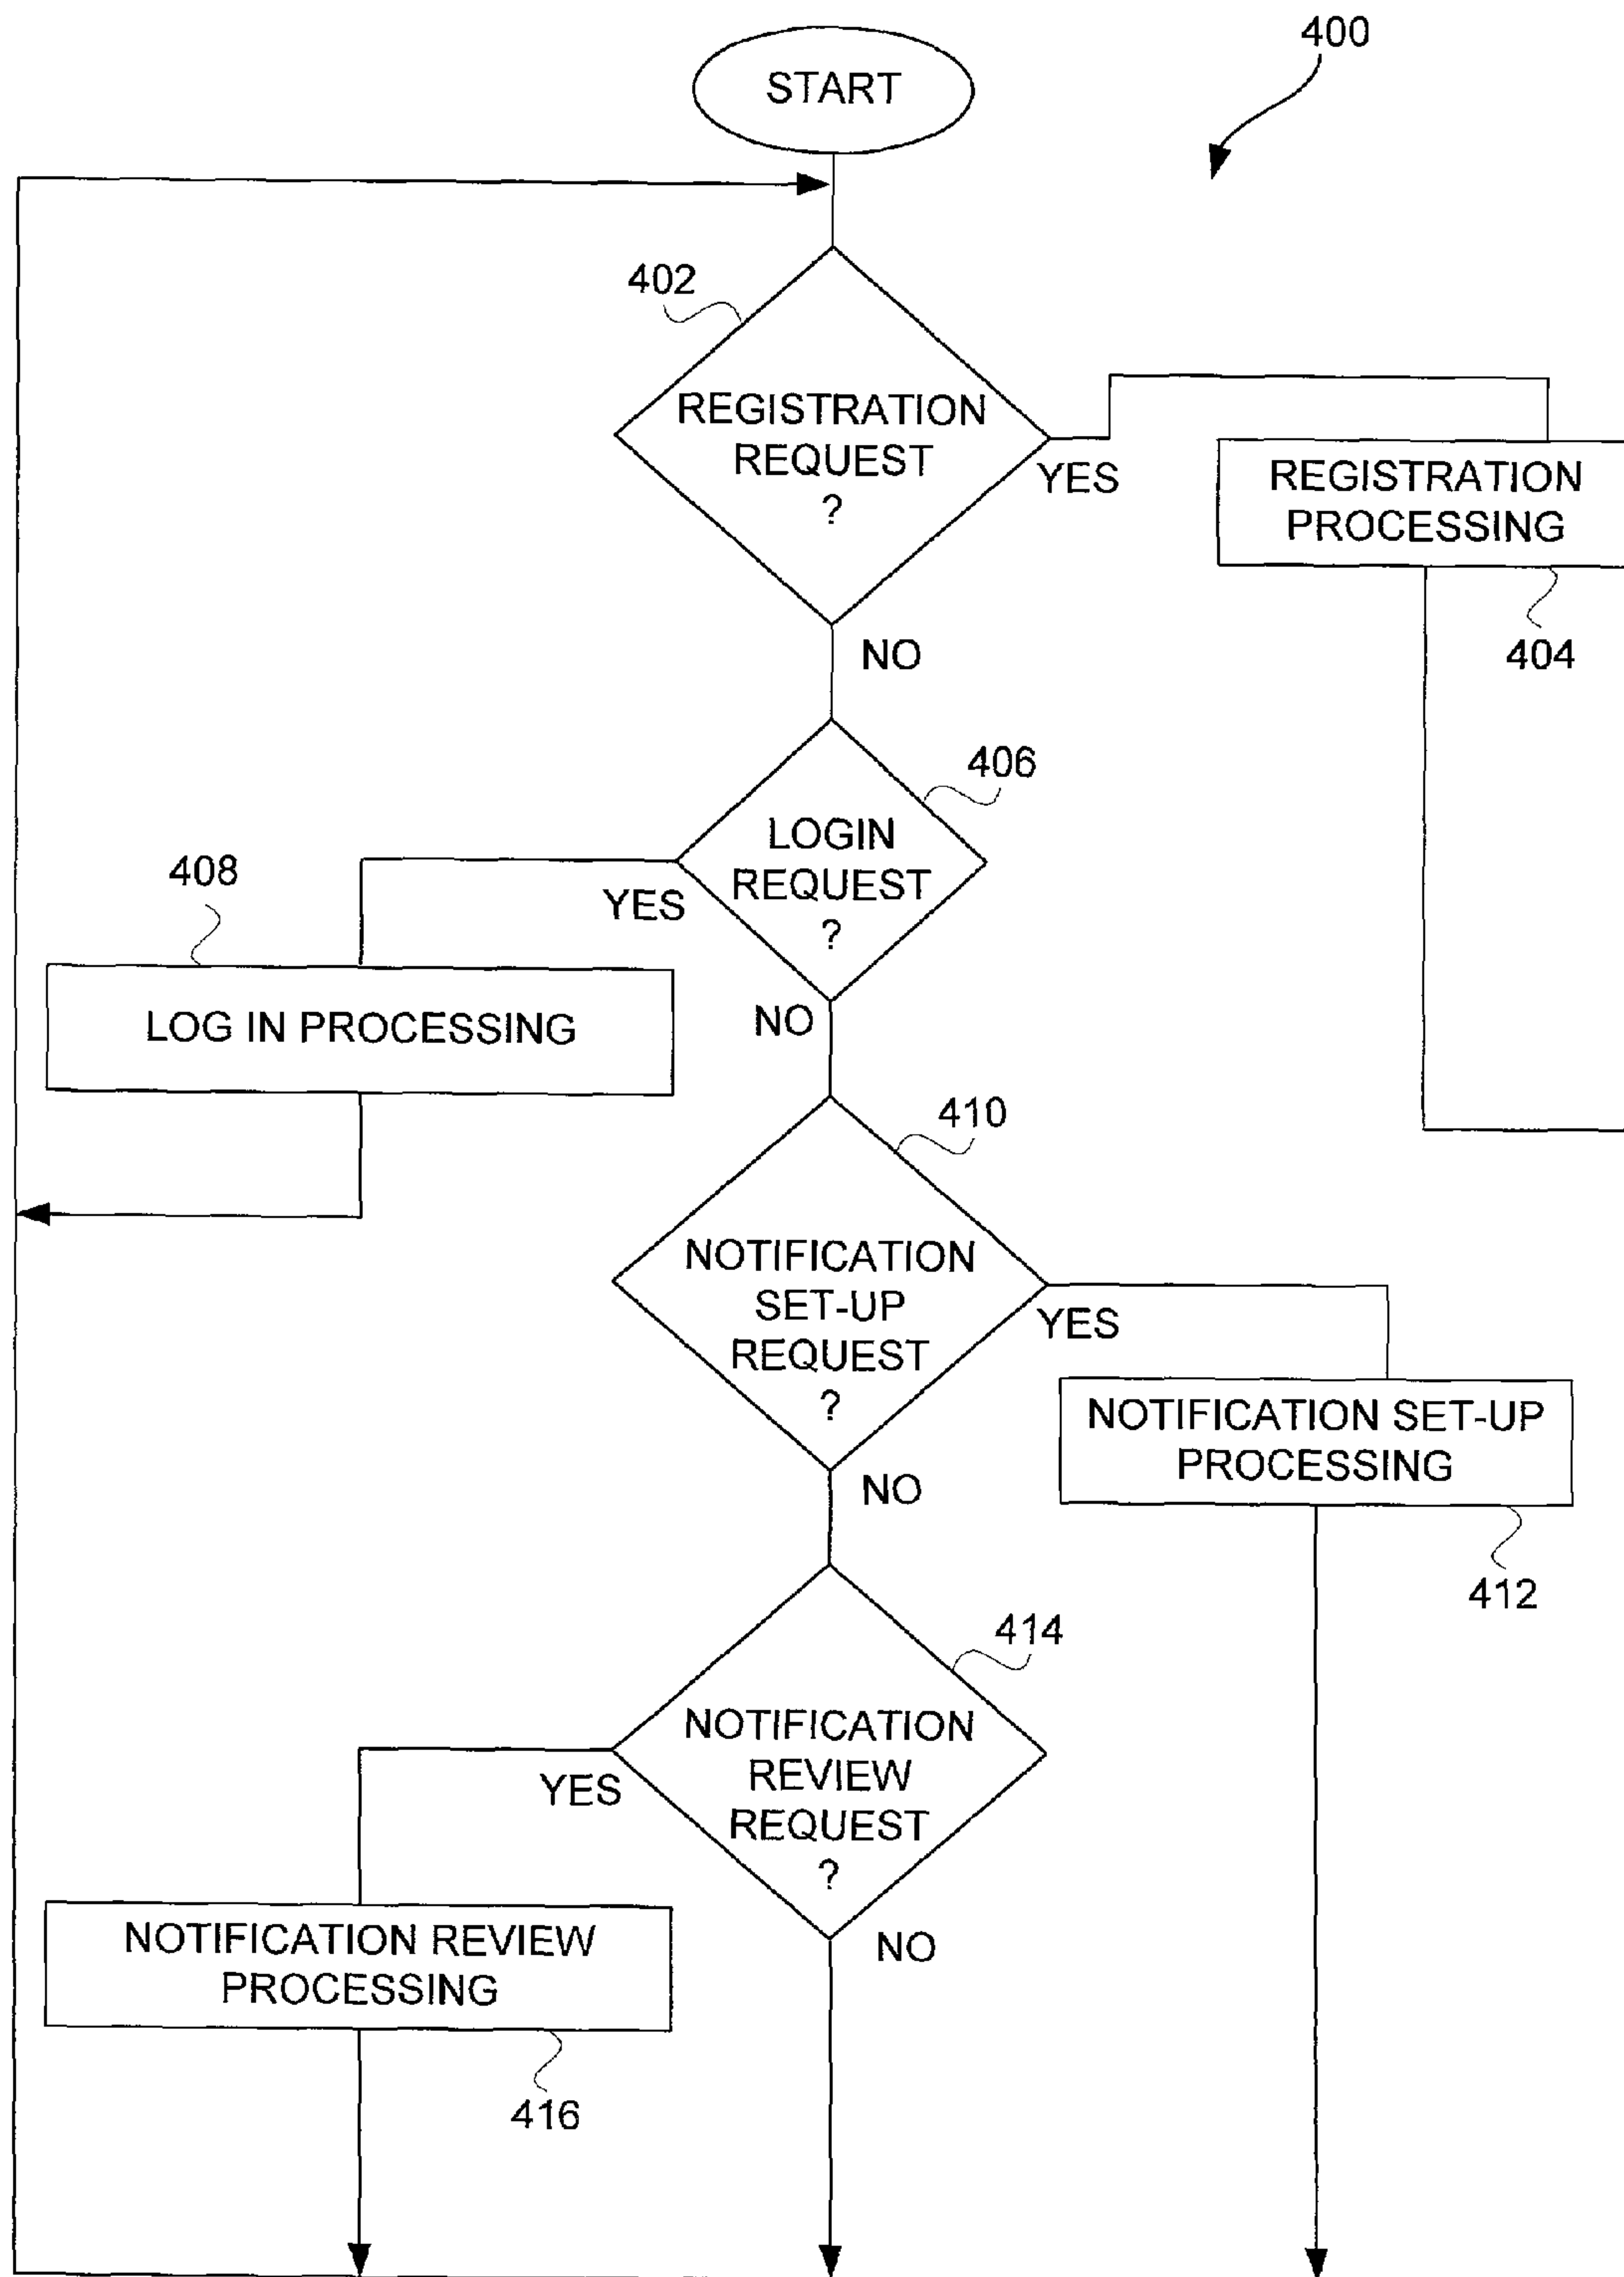 400
START
402
REGISTRATION
REQUEST
?
YES
REGISTRATION
PROCESSING
404
NO
406
LOGIN
REQUEST
?
YES
408
LOG IN PROCESSING
NO
410
NOTIFICATION
SET-UP
REQUEST
?
YES
NOTIFICATION SET-UP
PROCESSING
412
NO
414
NOTIFICATION
REVIEW
REQUEST
?
YES
NOTIFICATION REVIEW
PROCESSING
416
NO